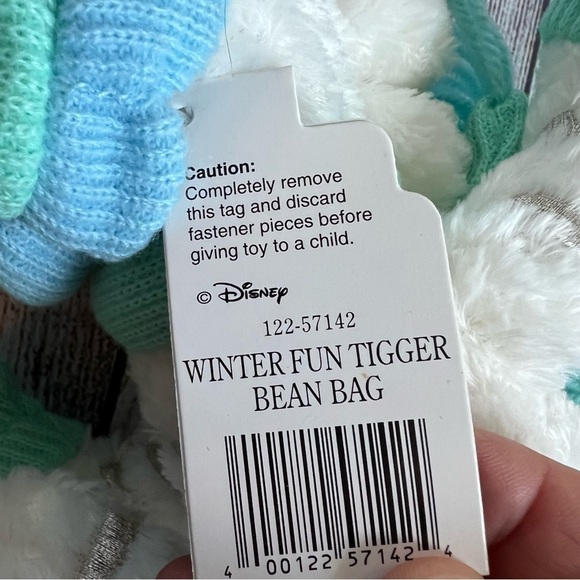 Caution:
Completely remove
this tag and discard
fastener pieces before
giving toy to a child.
© Disney
122-57142
WINTER FUN TIGGER
BEAN BAG
4 00122 57142 4